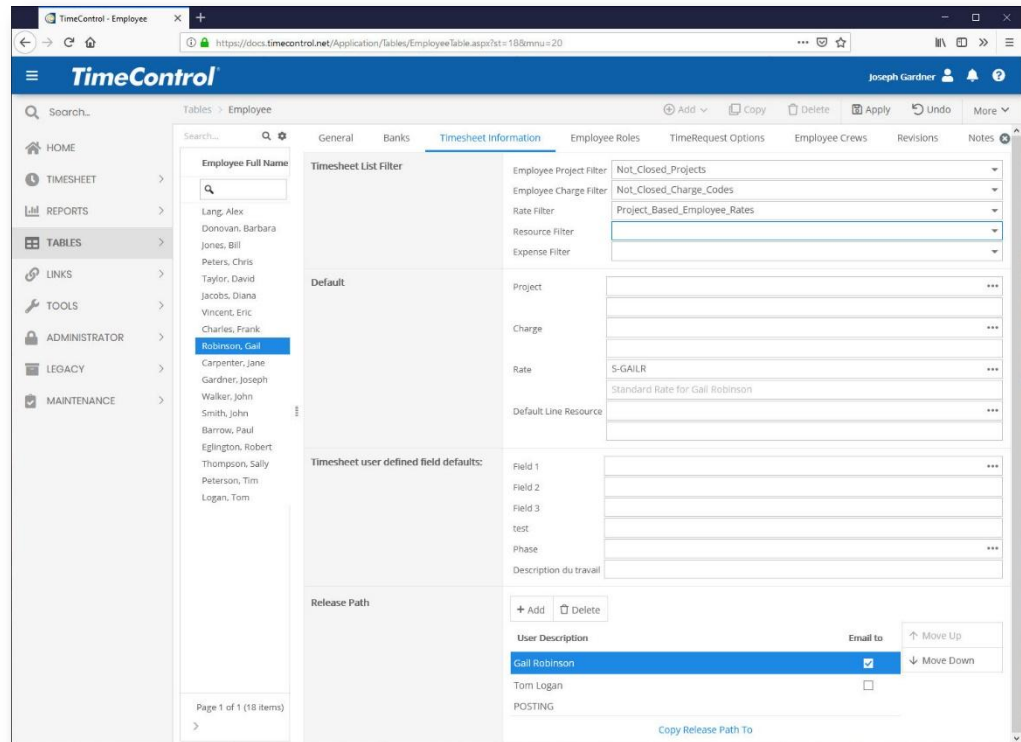 TimeControl - Employee
https://docs.timecontrol.net/Application/Tables/EmployeeTable.aspx?st=18&mnu=20
TimeControl
Joseph Gardner
Search...
Tables > Employee
Add
Copy
Delete
Apply
Undo
More
HOME
TIMESHEET
REPORTS
TABLES
LINKS
TOOLS
ADMINISTRATOR
LEGACY
MAINTENANCE
Search...
Employee Full Name
Lang, Alex
Donovan, Barbara
Jones, Bill
Peters, Chris
Taylor, David
Jacobs, Diana
Vincent, Eric
Charles, Frank
Robinson, Gail
Carpenter, Jane
Gardner, Joseph
Walker, John
Smith, John
Barrow, Paul
Eglington, Robert
Thompson, Sally
Peterson, Tim
Logan, Tom
Page 1 of 1 (18 items)
General Banks Timesheet Information Employee Roles TimeRequest Options Employee Crews Revisions Notes
Timesheet List Filter
Employee Project Filter Not_Closed_Projects
Employee Charge Filter Not_Closed_Charge_Codes
Rate Filter Project_Based_Employee_Rates
Resource Filter
Expense Filter
Default
Project
Charge
Rate S-GAILR
Standard Rate for Gail Robinson
Default Line Resource
Timesheet user defined field defaults:
Field 1
Field 2
Field 3
test
Phase
Description du travail
Release Path
+ Add Delete
User Description Email to
Gail Robinson
Tom Logan
POSTING
Move Up
Move Down
Copy Release Path To